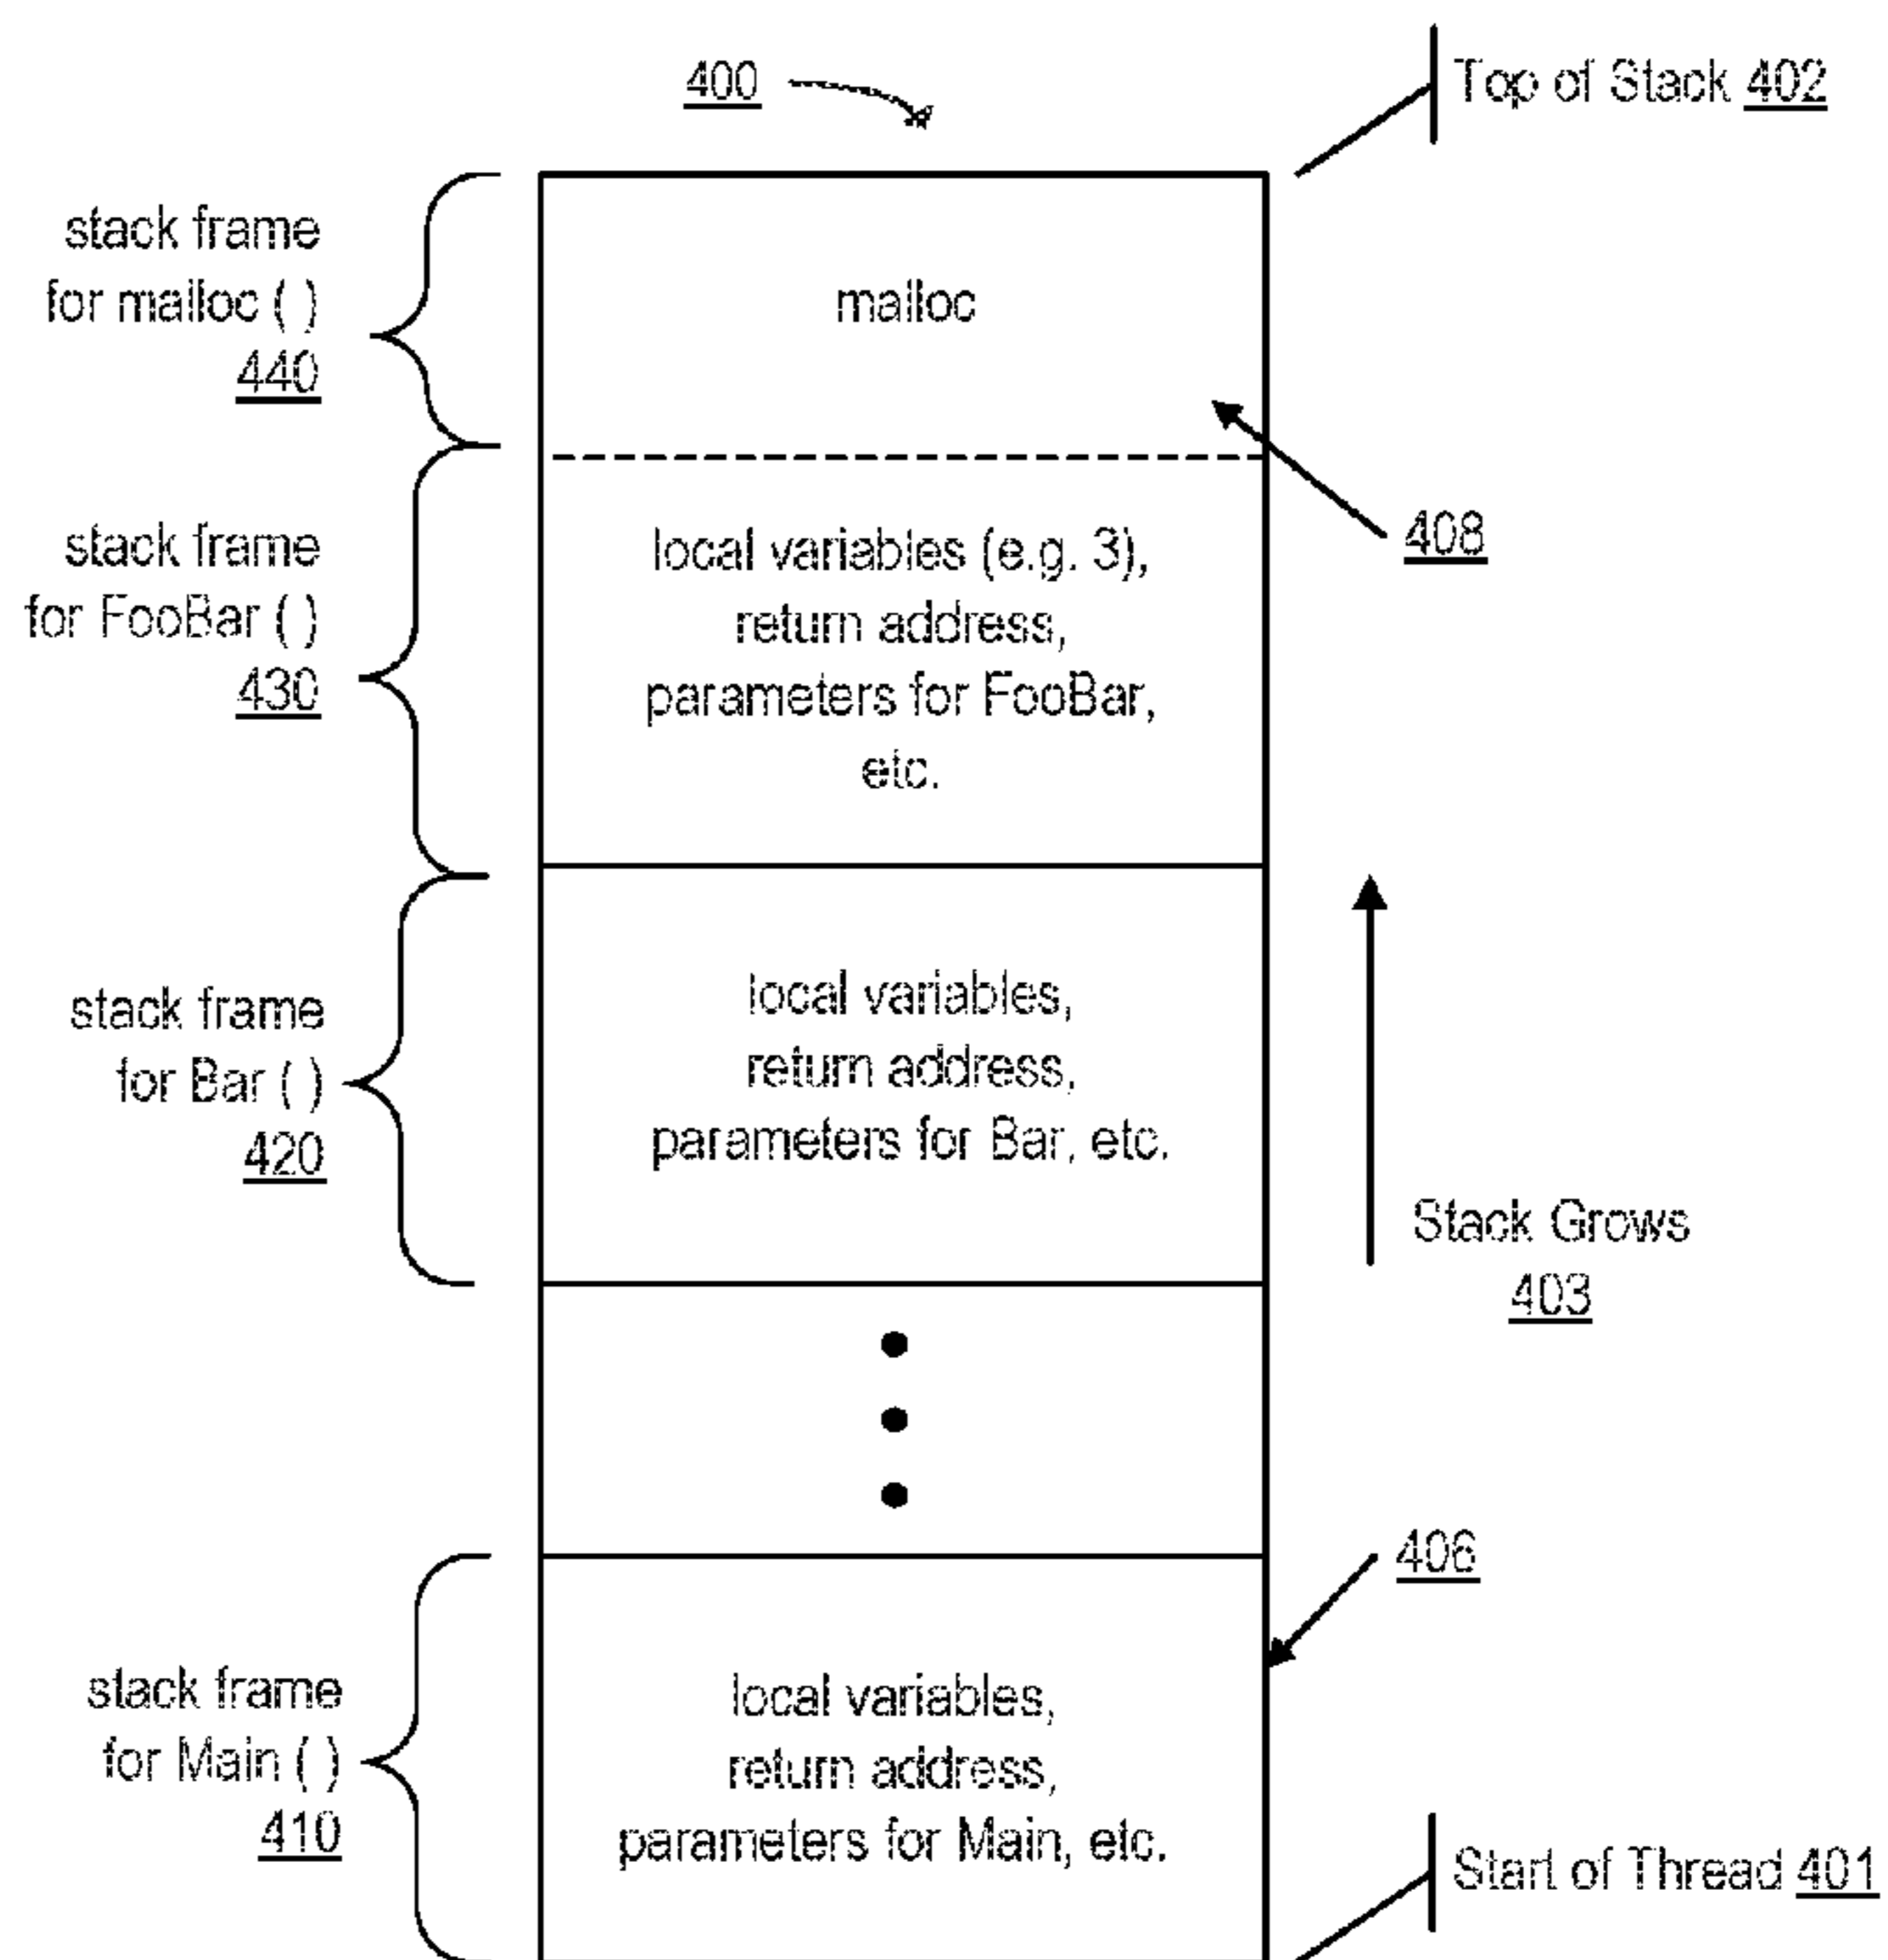 400
Top of Stack 402
stack frame
for malloc ( )
440
malloc
408
stack frame
for FooBar ( )
430
local variables (e.g. 3),
return address,
parameters for FooBar,
etc.
stack frame
for Bar ( )
420
local variables,
return address,
parameters for Bar, etc.
Stack Grows
403
406
stack frame
for Main ( )
410
local variables,
return address,
parameters for Main, etc.
Start of Thread 401